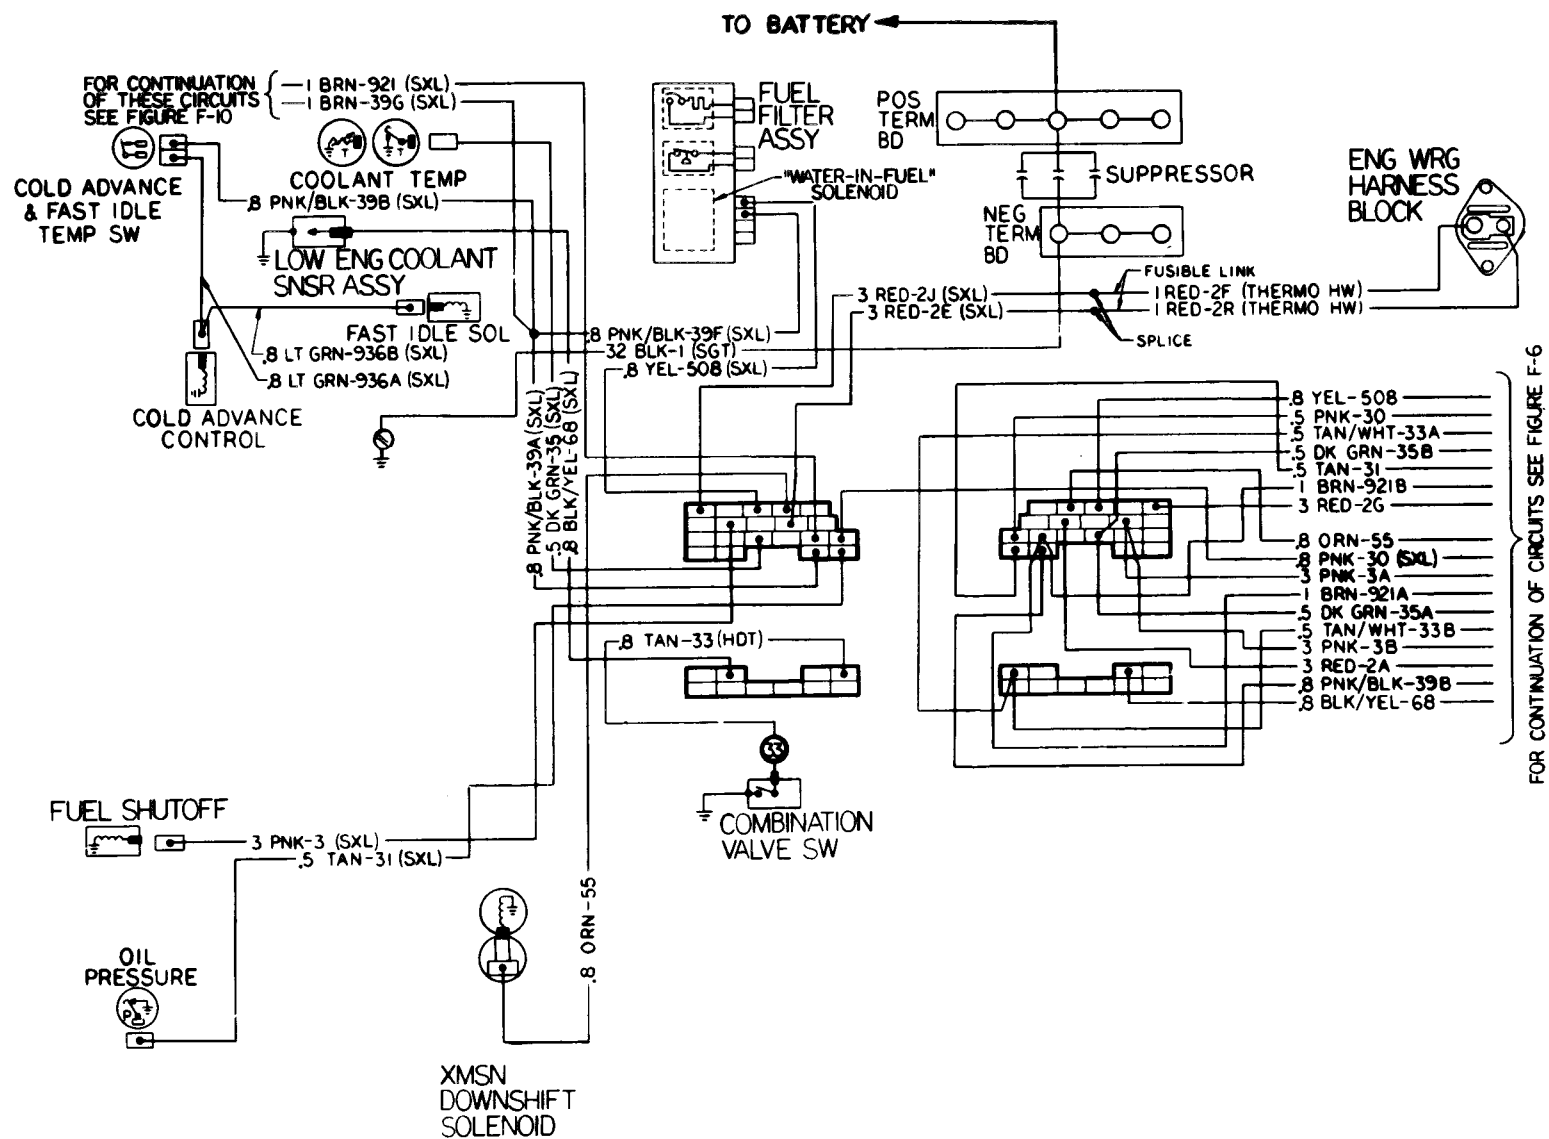 TO BATTERY
FOR CONTINUATION
OF THESE CIRCUITS
SEE FIGURE F-10
1 BRN-921 (SXL)
1 BRN-39G (SXL)
COLD ADVANCE
& FAST IDLE
TEMP SW
COOLANT TEMP
T
T
.8 PNK/BLK-39B (SXL)
LOW ENG COOLANT
SNSR ASSY
FAST IDLE SOL
.8 LT GRN-936B (SXL)
.8 LT GRN-936A (SXL)
COLD ADVANCE
CONTROL
FUEL
FILTER
ASSY
"WATER-IN-FUEL"
SOLENOID
POS
TERM
BD
SUPPRESSOR
NEG
TERM
BD
ENG WRG
HARNESS
BLOCK
FUSIBLE LINK
3 RED-2J (SXL)
1 RED-2F (THERMO HW)
3 RED-2E (SXL)
1 RED-2R (THERMO HW)
SPLICE
.8 PNK/BLK-39F (SXL)
32 BLK-1 (SGT)
.8 YEL-508 (SXL)
.8 PNK/BLK-39A (SXL)
.5 DK GRN-35 (SXL)
.8 BLK/YEL-68 (SXL)
.8 YEL-508
.5 PNK-30
.5 TAN/WHT-33A
.5 DK GRN-35B
.5 TAN-31
1 BRN-921B
3 RED-2G
.8 ORN-55
.8 PNK-30 (SXL)
3 PNK-3A
1 BRN-921A
.5 DK GRN-35A
.5 TAN/WHT-33B
3 PNK-3B
3 RED-2A
.8 PNK/BLK-39B
.8 BLK/YEL-68
FOR CONTINUATION OF CIRCUITS SEE FIGURE F-6
.8 TAN-33 (HDT)
33
COMBINATION
VALVE SW
FUEL SHUTOFF
3 PNK-3 (SXL)
.5 TAN-31 (SXL)
OIL
PRESSURE
P
.8 ORN-55
XMSN
DOWNSHIFT
SOLENOID